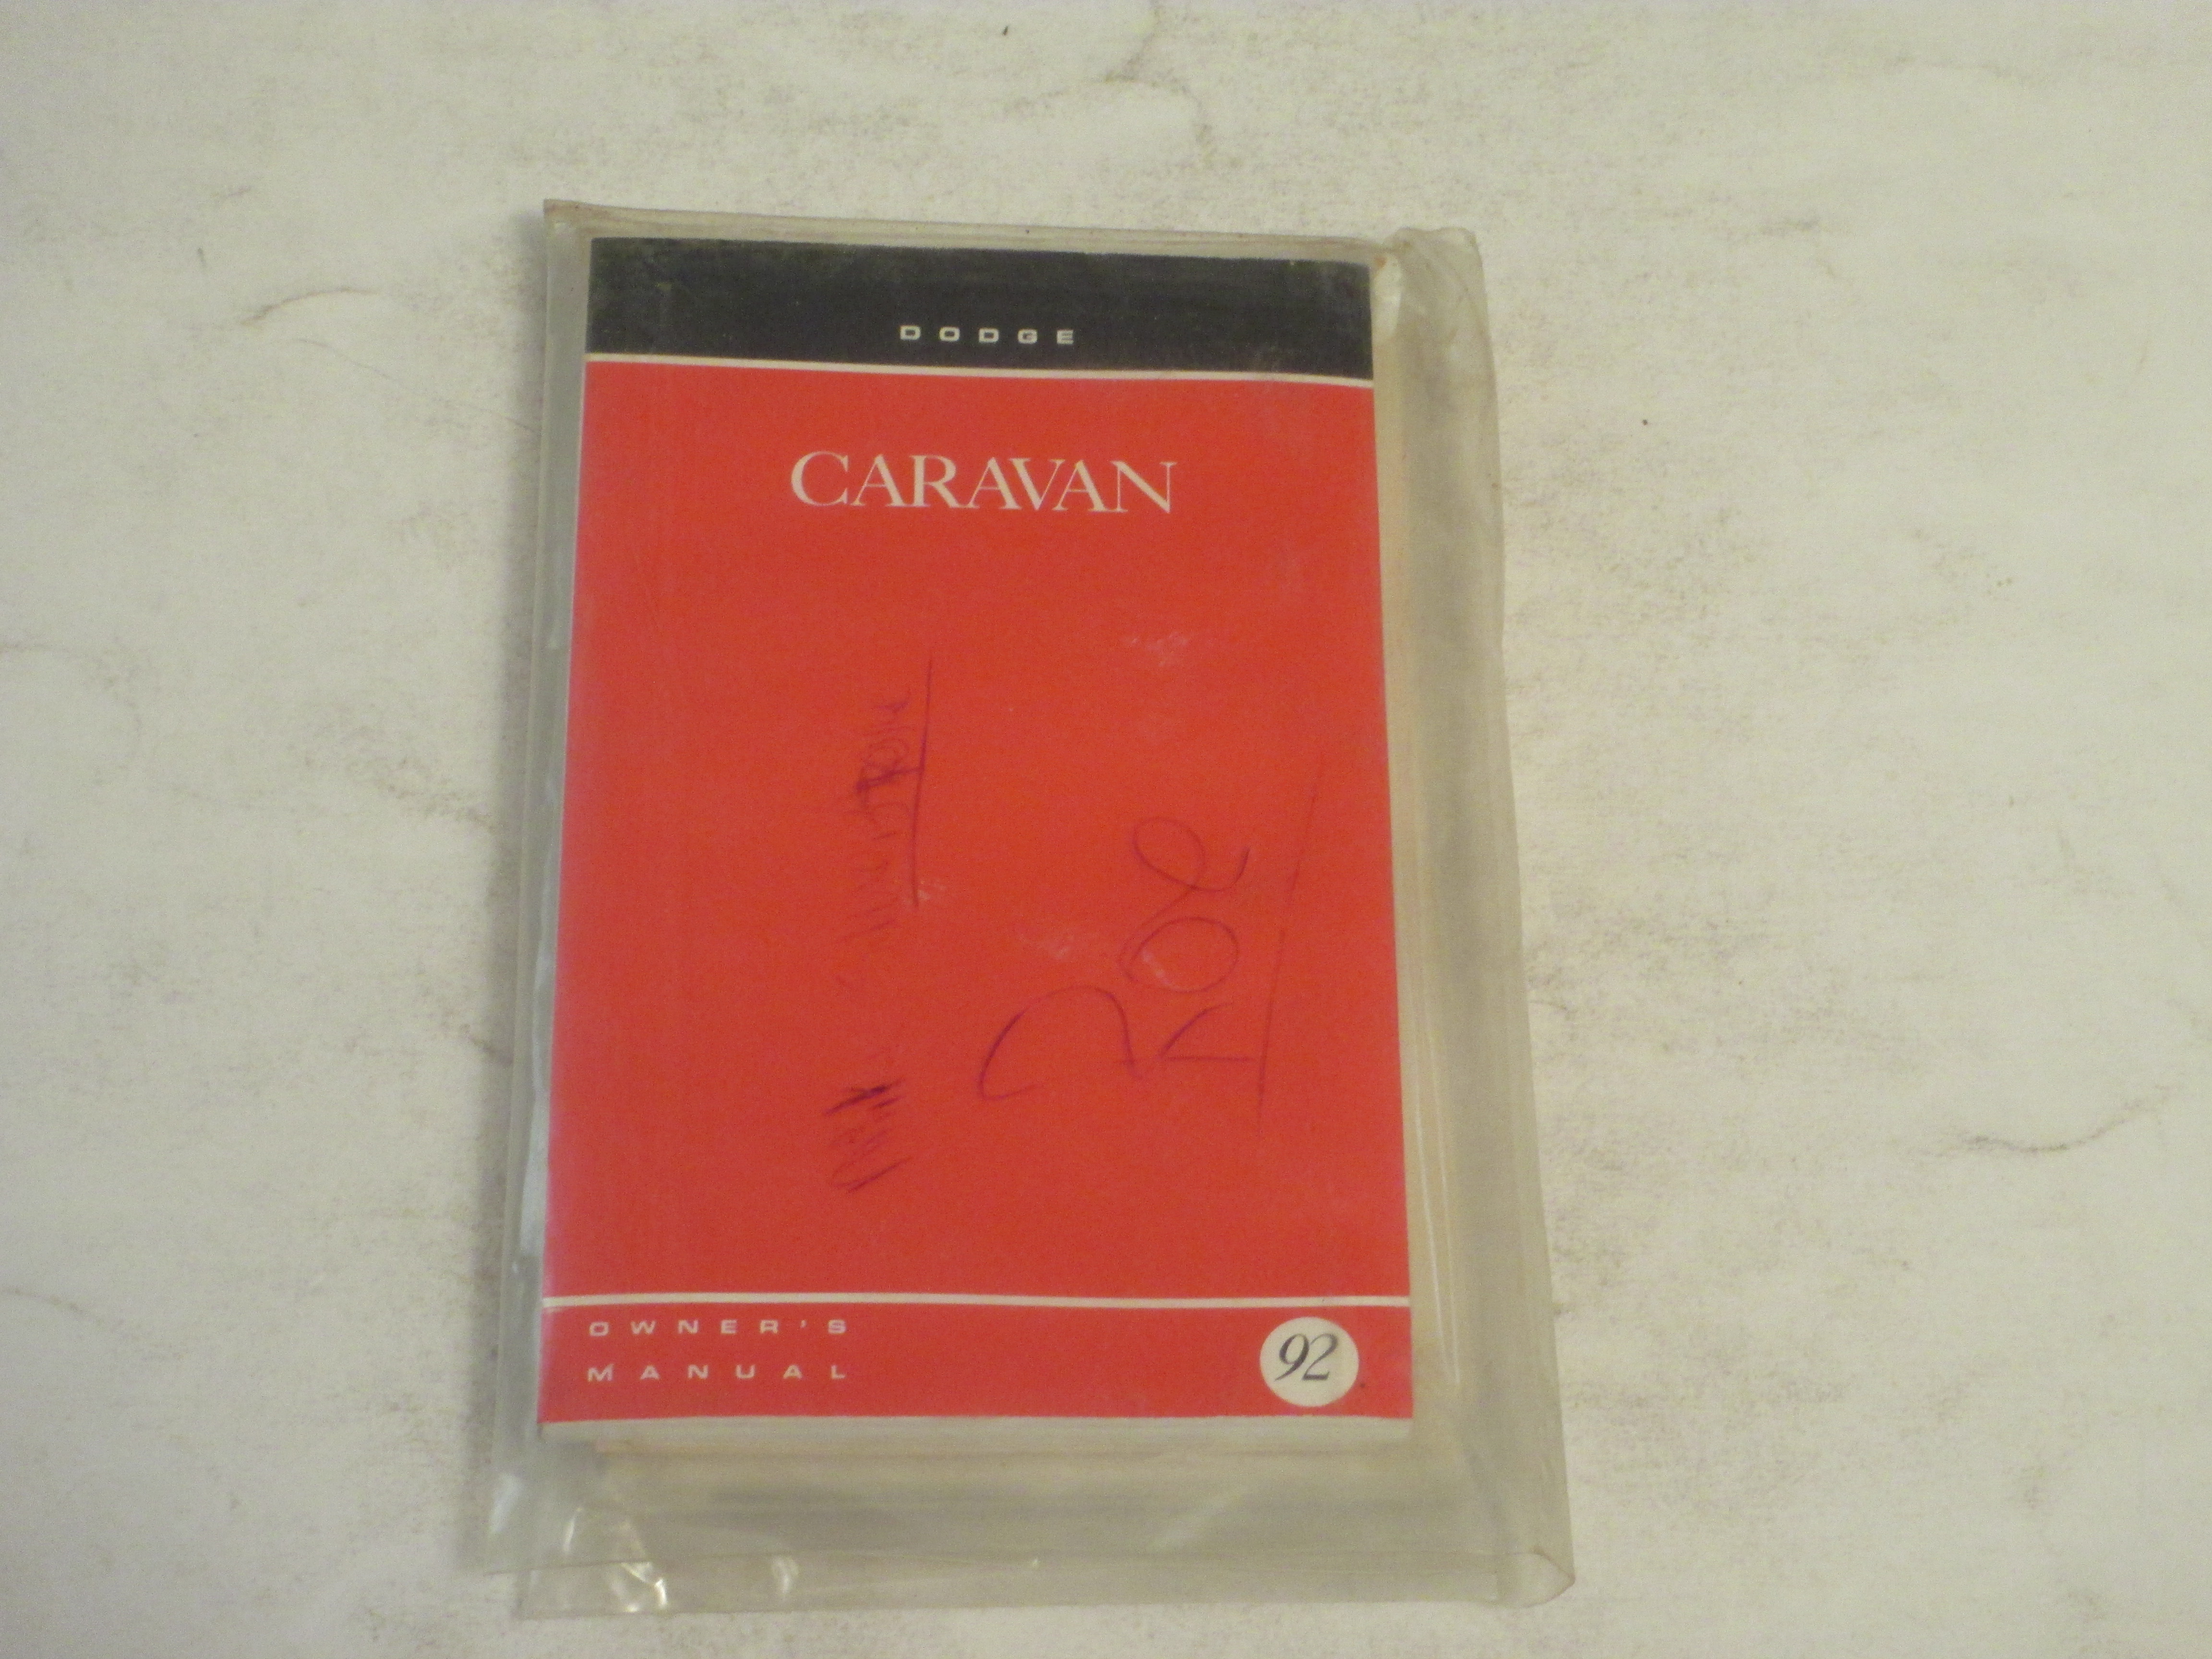 DODGE
CARAVAN
OWNER'S
MANUAL
92